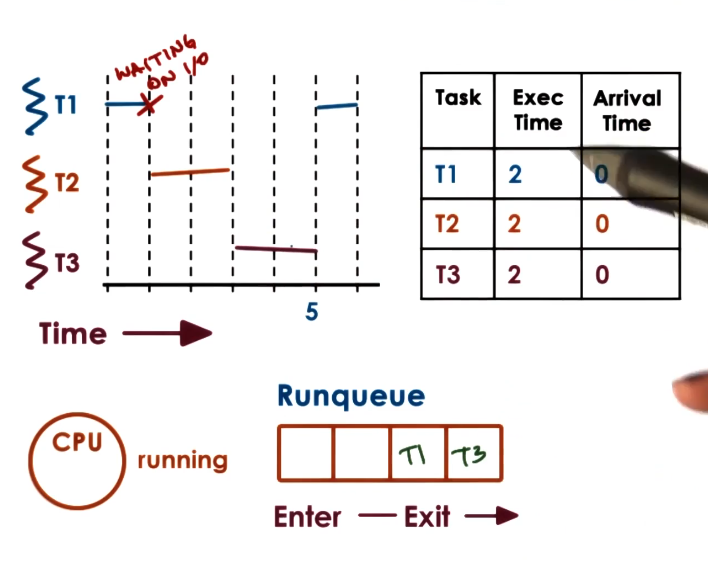 WAITING
ON I/O
T1
T2
T3
5
Time
Task Exec Time Arrival Time
T1 2 0
T2 2 0
T3 2 0
Runqueue
CPU
running
T1 T3
Enter — Exit